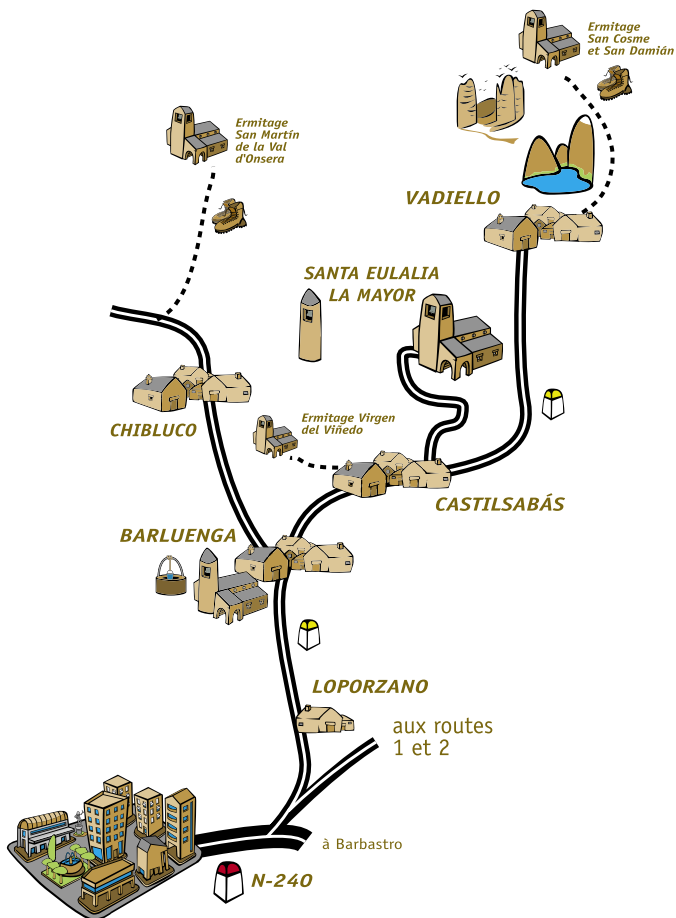 Ermitage
San Cosme
et San Damián
Ermitage
San Martín
de la Val
d'Onsera
VADIELLO
SANTA EULALIA
LA MAYOR
CHIBLUCO
Ermitage Virgen
del Viñedo
CASTILSABÁS
BARLUENGA
LOPORZANO
aux routes
1 et 2
à Barbastro
N-240